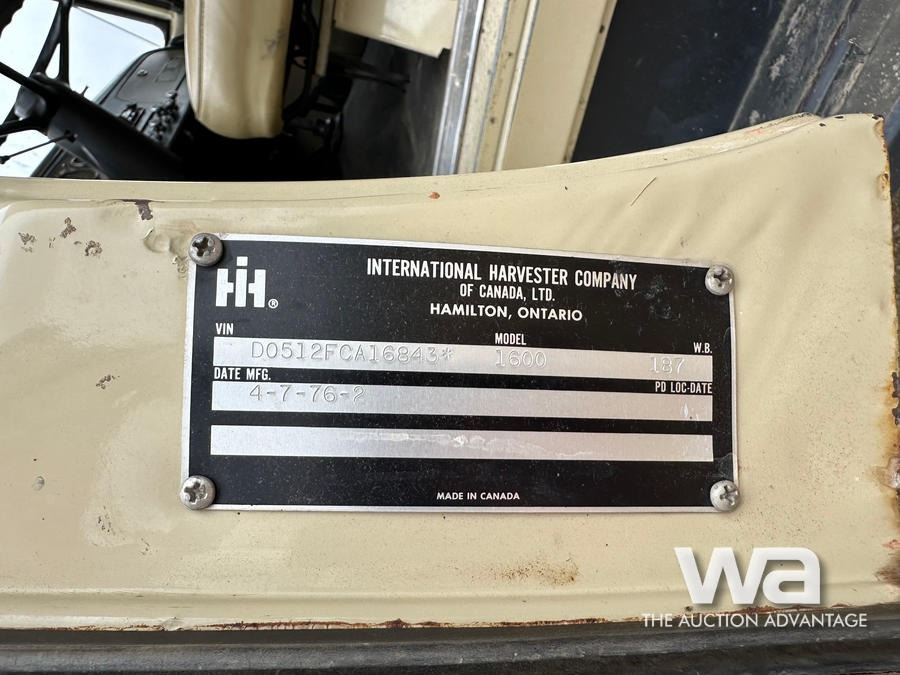 IH®
INTERNATIONAL HARVESTER COMPANY
OF CANADA, LTD.
HAMILTON, ONTARIO
VIN MODEL W.B.
D0512FCA16843* 1600 187
DATE MFG. PD LOC-DATE
4-7-76-2
MADE IN CANADA
wa
THE AUCTION ADVANTAGE